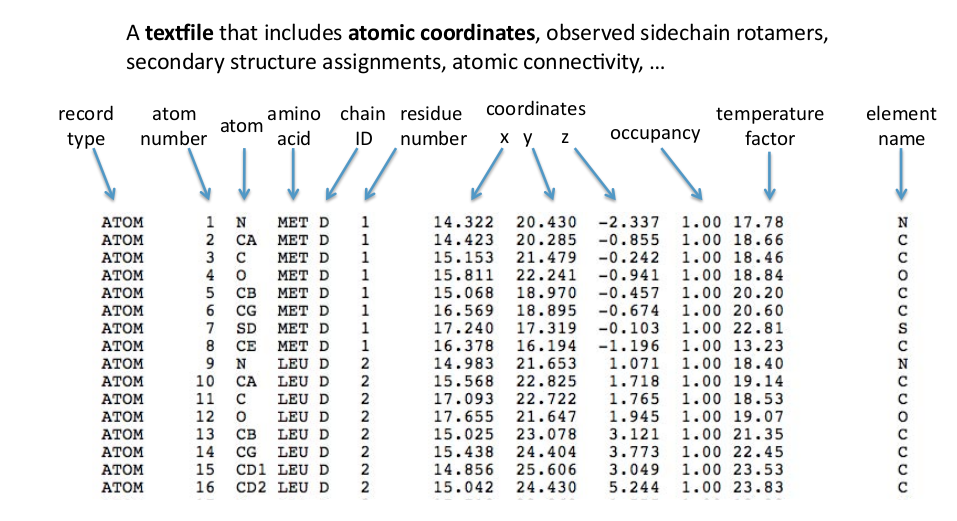 A textfile that includes atomic coordinates, observed sidechain rotamers,
secondary structure assignments, atomic connectivity, ...
record type atom number atom amino acid chain ID residue number coordinates x y z occupancy temperature factor element name
ATOM 1 N MET D 1 14.322 20.430 -2.337 1.00 17.78 N
ATOM 2 CA MET D 1 14.423 20.285 -0.855 1.00 18.66 C
ATOM 3 C MET D 1 15.153 21.479 -0.242 1.00 18.46 C
ATOM 4 O MET D 1 15.811 22.241 -0.941 1.00 18.84 O
ATOM 5 CB MET D 1 15.068 18.970 -0.457 1.00 20.20 C
ATOM 6 CG MET D 1 16.569 18.895 -0.674 1.00 20.60 C
ATOM 7 SD MET D 1 17.240 17.319 -0.103 1.00 22.81 S
ATOM 8 CE MET D 1 16.378 16.194 -1.196 1.00 13.23 C
ATOM 9 N LEU D 2 14.983 21.653 1.071 1.00 18.40 N
ATOM 10 CA LEU D 2 15.568 22.825 1.718 1.00 19.14 C
ATOM 11 C LEU D 2 17.093 22.722 1.765 1.00 18.53 C
ATOM 12 O LEU D 2 17.655 21.647 1.945 1.00 19.07 O
ATOM 13 CB LEU D 2 15.025 23.078 3.121 1.00 21.35 C
ATOM 14 CG LEU D 2 15.438 24.404 3.773 1.00 22.45 C
ATOM 15 CD1 LEU D 2 14.856 25.606 3.049 1.00 23.53 C
ATOM 16 CD2 LEU D 2 15.042 24.430 5.244 1.00 23.83 C